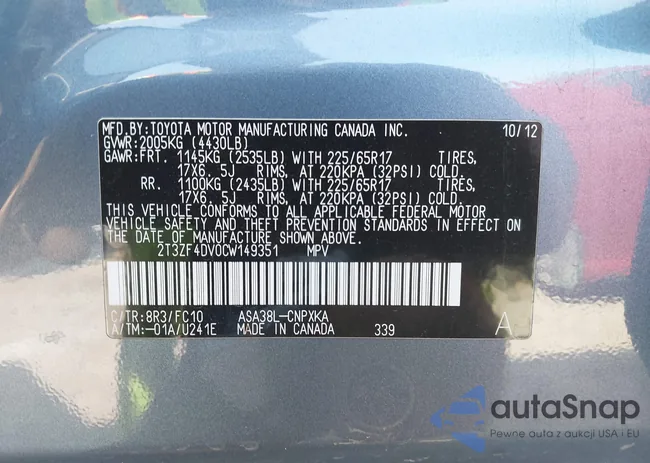 MFD.BY:TOYOTA MOTOR MANUFACTURING CANADA INC. 10/12
GVWR:2005KG (4430LB)
GAWR:FRT. 1145KG (2535LB) WITH 225/65R17 TIRES,
17X6. 5J RIMS, AT 220KPA (32PSI) COLD.
RR. 1100KG (2435LB) WITH 225/65R17 TIRES,
17X6. 5J RIMS, AT 220KPA (32PSI) COLD.
THIS VEHICLE CONFORMS TO ALL APPLICABLE FEDERAL MOTOR
VEHICLE SAFETY AND THEFT PREVENTION STANDARDS IN EFFECT
ON THE DATE OF MANUFACTURE SHOWN ABOVE.
2T3ZF4DV0CW149351 MPV
C/TR:8R3/FC10 ASA38L-CNPXKA
A/TM:-01A/U241E MADE IN CANADA 339 A
autaSnap
Pewne auta z aukcji USA i EU